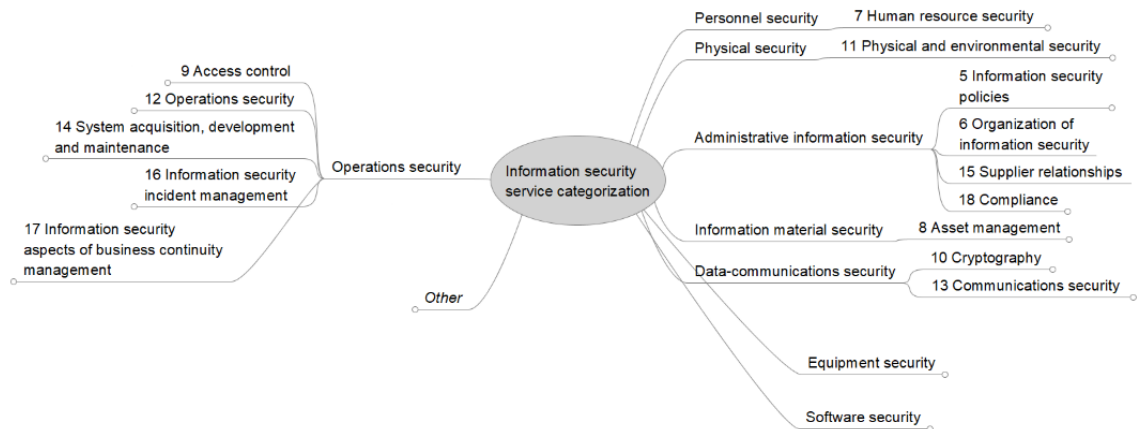 Personnel security
7 Human resource security
Physical security
11 Physical and environmental security
9 Access control
12 Operations security
14 System acquisition, development
and maintenance
16 Information security
incident management
17 Information security
aspects of business continuity
management
Operations security
Information security
service categorization
Other
Administrative information security
5 Information security
policies
6 Organization of
information security
15 Supplier relationships
18 Compliance
Information material security
8 Asset management
Data-communications security
10 Cryptography
13 Communications security
Equipment security
Software security